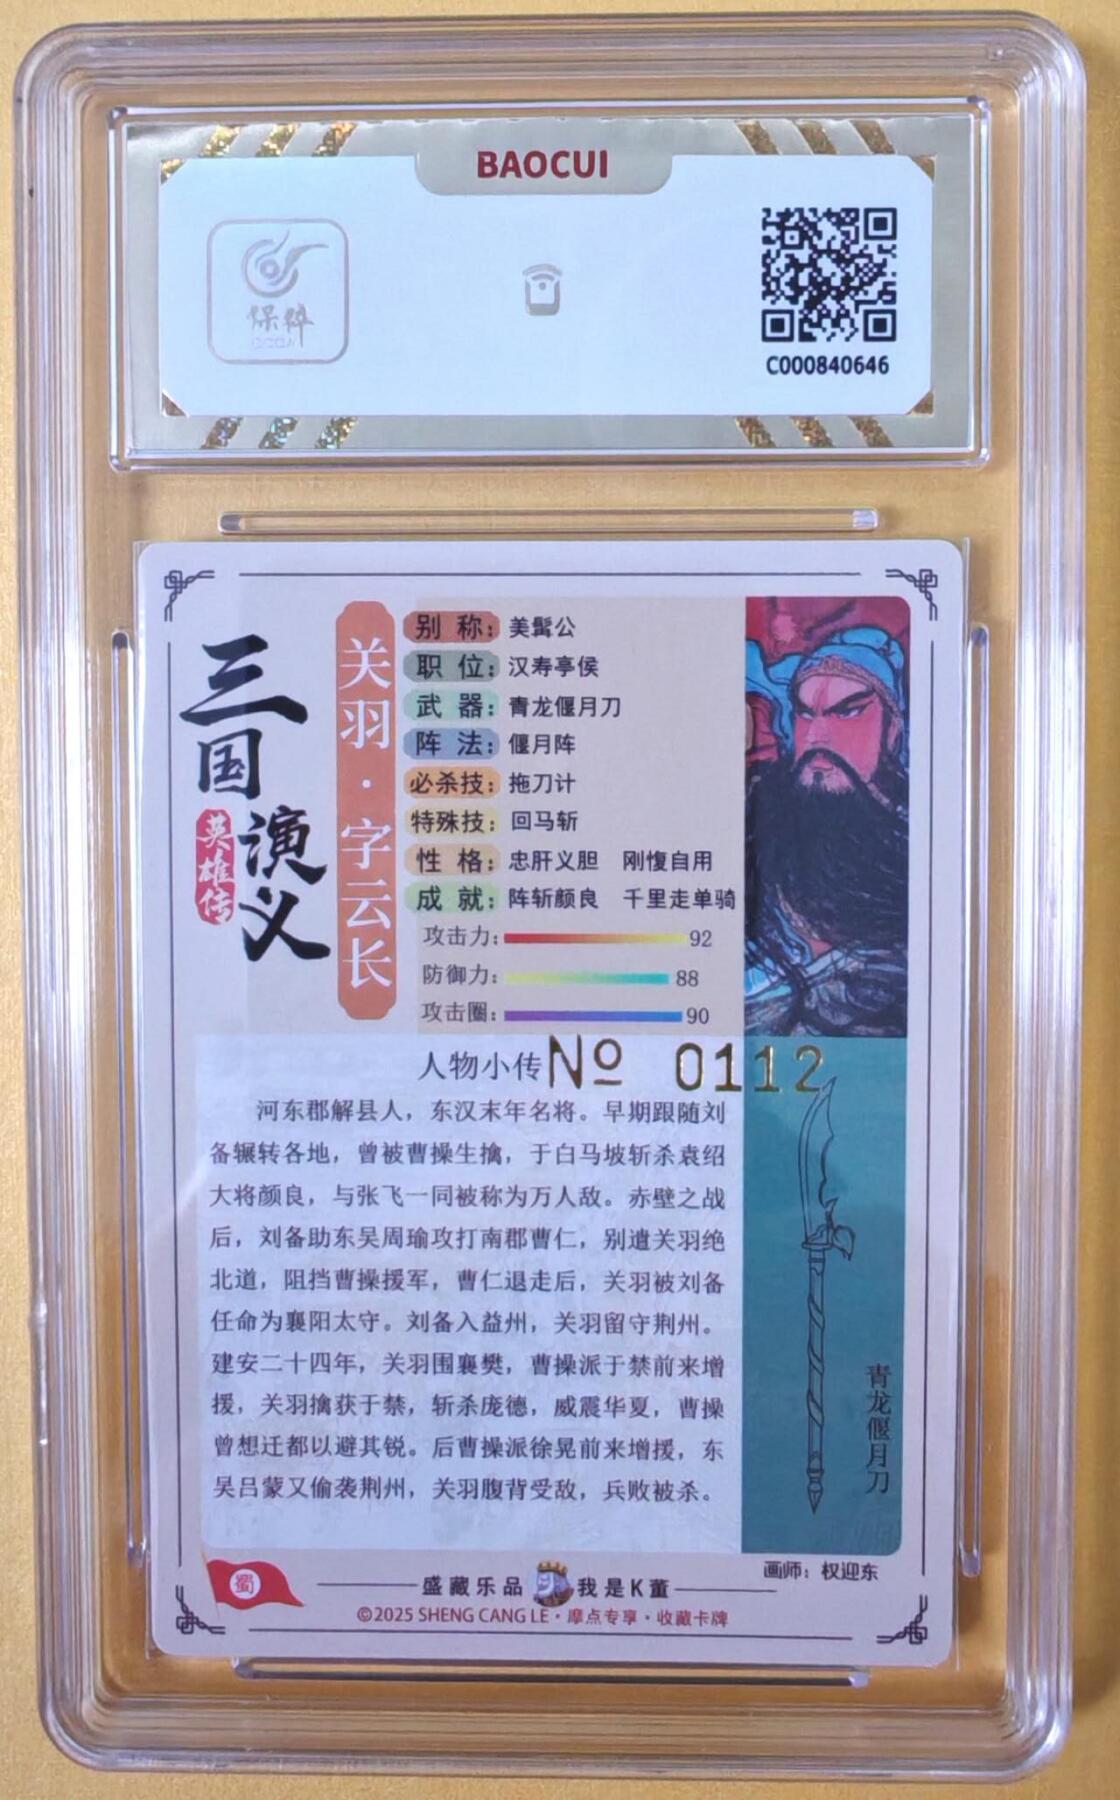 BAOCUI
保粹
C000840646
三国演义
英雄传
关羽·字云长
别 称：美髯公
职 位：汉寿亭侯
武 器：青龙偃月刀
阵 法：偃月阵
必杀技：拖刀计
特殊技：回马斩
性 格：忠肝义胆 刚愎自用
成 就：阵斩颜良 千里走单骑
攻击力：92
防御力：88
攻击圈：90
人物小传
Nº 0112
河东郡解县人，东汉末年名将。早期跟随刘
备辗转各地，曾被曹操生擒，于白马坡斩杀袁绍
大将颜良，与张飞一同被称为万人敌。赤壁之战
后，刘备助东吴周瑜攻打南郡曹仁，别遣关羽绝
北道，阻挡曹操援军，曹仁退走后，关羽被刘备
任命为襄阳太守。刘备入益州，关羽留守荆州。
建安二十四年，关羽围襄樊，曹操派于禁前来增
援，关羽擒获于禁，斩杀庞德，威震华夏，曹操
曾想迁都以避其锐。后曹操派徐晃前来增援，东
吴吕蒙又偷袭荆州，关羽腹背受敌，兵败被杀。
青龙偃月刀
画师：权迎东
蜀
盛藏乐品 我是K董
©2025 SHENG CANG LE·摩点专享·收藏卡牌